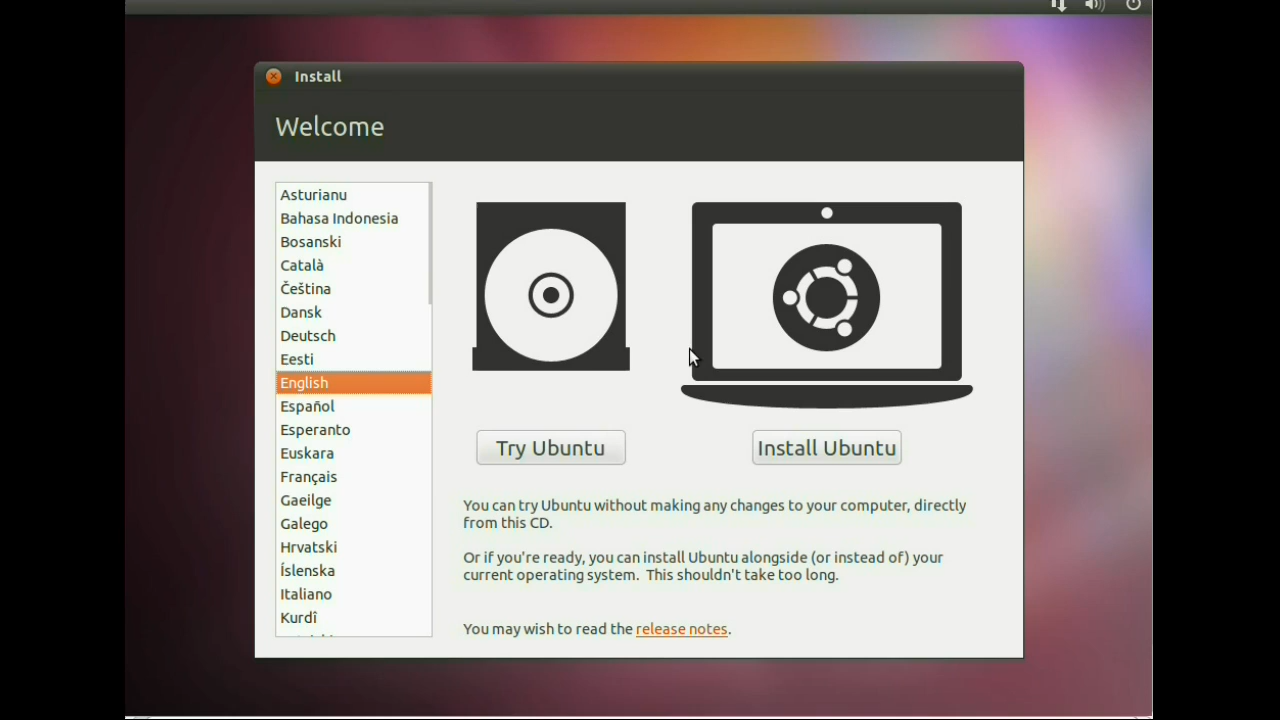 Install
Welcome
Asturianu
Bahasa Indonesia
Bosanski
Català
Čeština
Dansk
Deutsch
Eesti
English
Español
Esperanto
Euskara
Français
Gaeilge
Galego
Hrvatski
Íslenska
Italiano
Kurdî
Try Ubuntu
Install Ubuntu
You can try Ubuntu without making any changes to your computer, directly
from this CD.
Or if you're ready, you can install Ubuntu alongside (or instead of) your
current operating system. This shouldn't take too long.
You may wish to read the release notes.